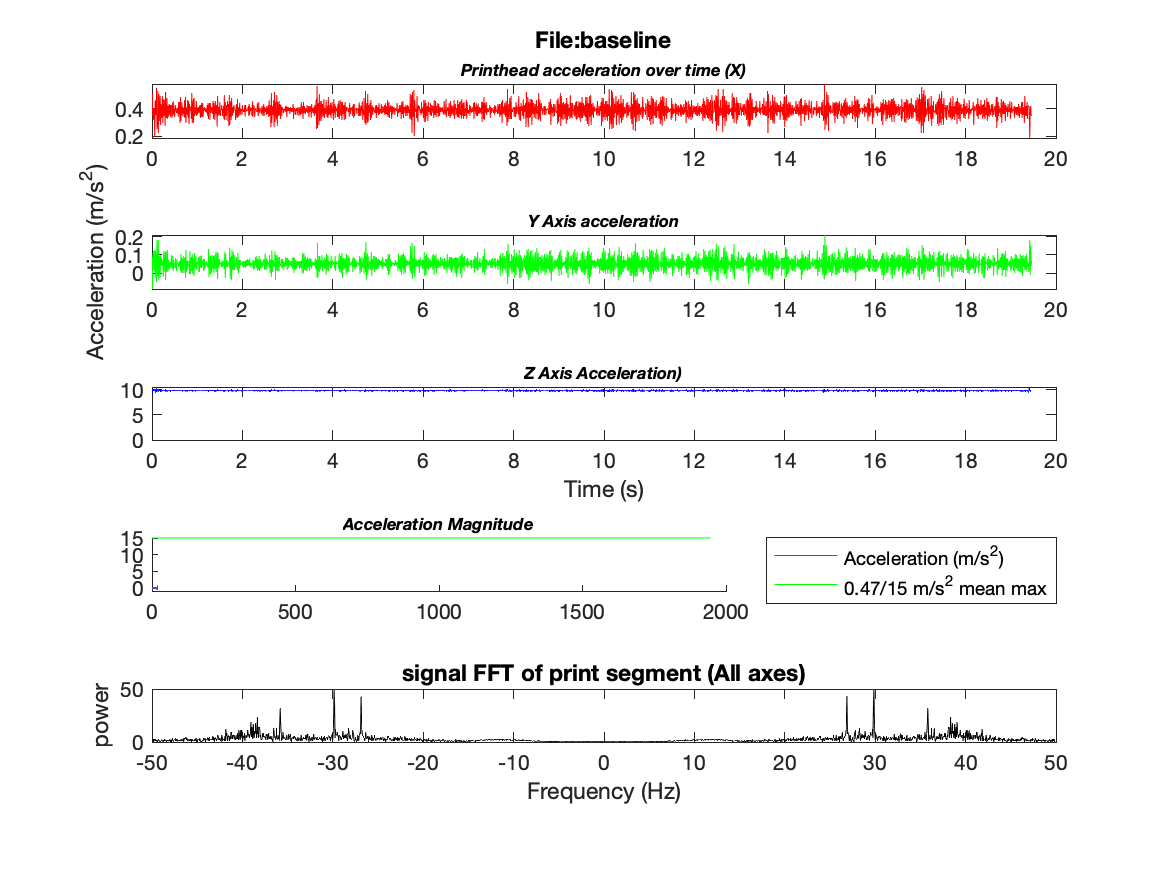 File:baseline
Printhead acceleration over time (X)
0.4
0.2
0 2 4 6 8 10 12 14 16 18 20
Acceleration (m/s2)
Y Axis acceleration
0.2
0.1
0
0 2 4 6 8 10 12 14 16 18 20
Z Axis Acceleration)
10
5
0
0 2 4 6 8 10 12 14 16 18 20
Time (s)
Acceleration Magnitude
15
10
5
0
0 500 1000 1500 2000
Acceleration (m/s2)
0.47/15 m/s2 mean max
signal FFT of print segment (All axes)
power
50
0
-50 -40 -30 -20 -10 0 10 20 30 40 50
Frequency (Hz)